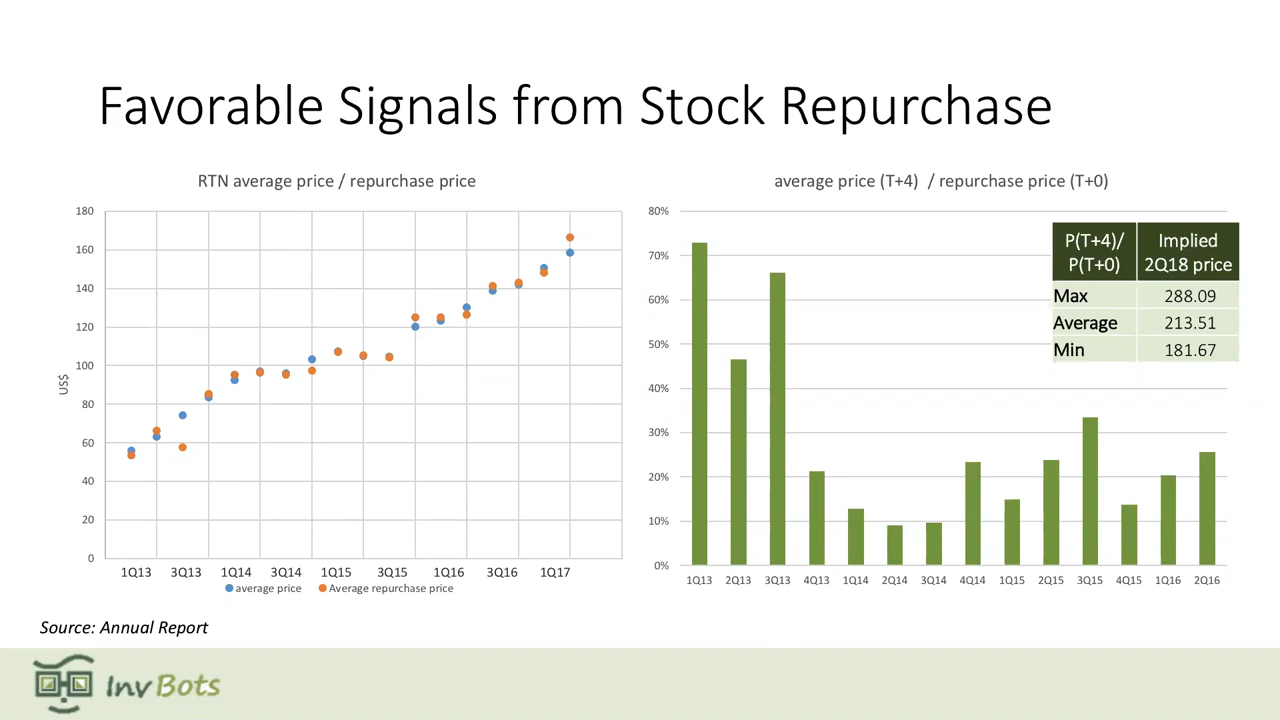 Favorable Signals from Stock Repurchase
RTN average price / repurchase price
180
160
140
120
100
80
60
40
20
0
US$
1Q13 3Q13 1Q14 3Q14 1Q15 3Q15 1Q16 3Q16 1Q17
average price Average repurchase price
average price (T+4) / repurchase price (T+0)
80%
70%
60%
50%
40%
30%
20%
10%
0%
1Q13 2Q13 3Q13 4Q13 1Q14 2Q14 3Q14 4Q14 1Q15 2Q15 3Q15 4Q15 1Q16 2Q16
P(T+4)/ Implied
P(T+0) 2Q18 price
Max 288.09
Average 213.51
Min 181.67
Source: Annual Report
InvBots